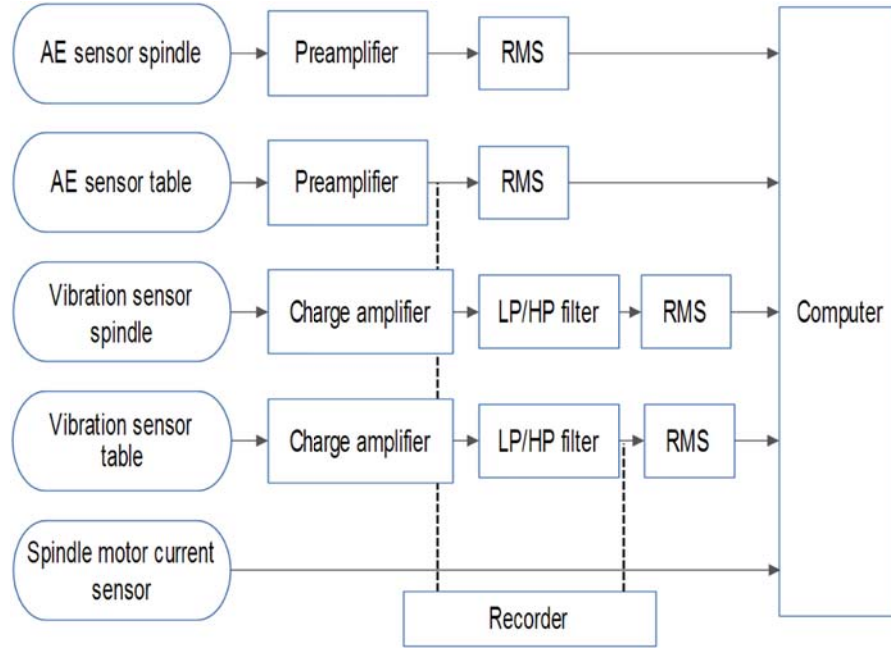 AE sensor spindle
Preamplifier
RMS
AE sensor table
Preamplifier
RMS
Vibration sensor
spindle
Charge amplifier
LP/HP filter
RMS
Computer
Vibration sensor
table
Charge amplifier
LP/HP filter
RMS
Spindle motor current
sensor
Recorder